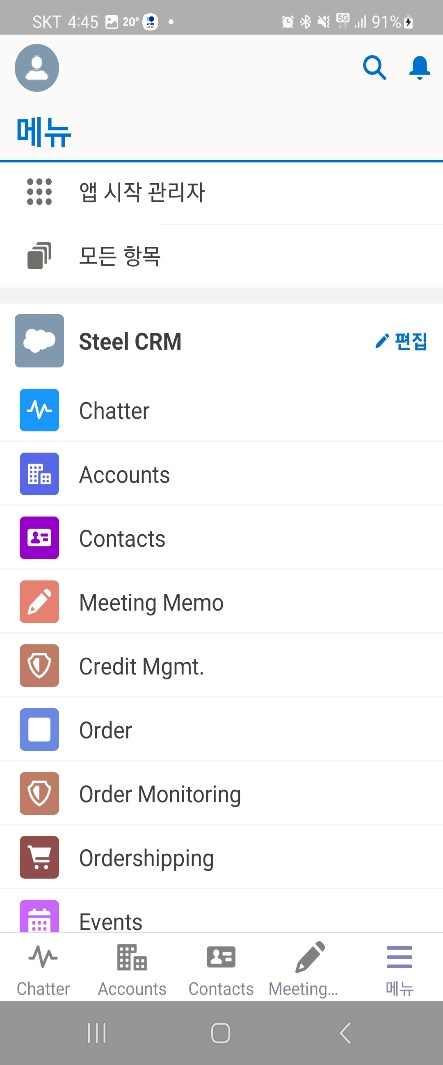 SKT 4:45 20°
5G 91%
메뉴
앱 시작 관리자
모든 항목
Steel CRM 편집
Chatter
Accounts
Contacts
Meeting Memo
Credit Mgmt.
Order
Order Monitoring
Ordershipping
Events
Chatter Accounts Contacts Meeting... 메뉴